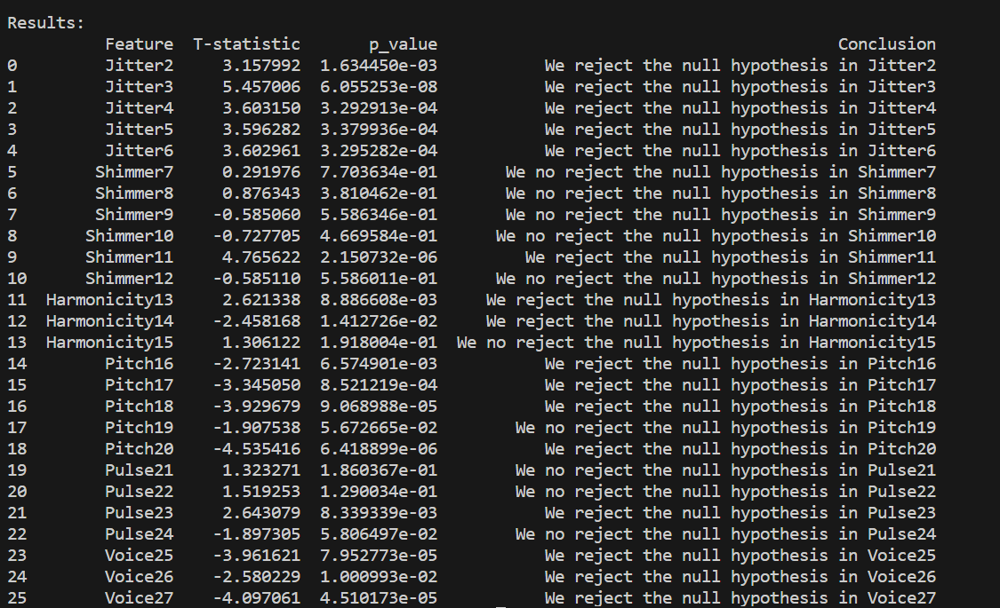 Results:
Feature T-statistic p_value Conclusion
0 Jitter2 3.157992 1.634450e-03 We reject the null hypothesis in Jitter2
1 Jitter3 5.457006 6.055253e-08 We reject the null hypothesis in Jitter3
2 Jitter4 3.603150 3.292913e-04 We reject the null hypothesis in Jitter4
3 Jitter5 3.596282 3.379936e-04 We reject the null hypothesis in Jitter5
4 Jitter6 3.602961 3.295282e-04 We reject the null hypothesis in Jitter6
5 Shimmer7 0.291976 7.703634e-01 We no reject the null hypothesis in Shimmer7
6 Shimmer8 0.876343 3.810462e-01 We no reject the null hypothesis in Shimmer8
7 Shimmer9 -0.585060 5.586346e-01 We no reject the null hypothesis in Shimmer9
8 Shimmer10 -0.727705 4.669584e-01 We no reject the null hypothesis in Shimmer10
9 Shimmer11 4.765622 2.150732e-06 We reject the null hypothesis in Shimmer11
10 Shimmer12 -0.585110 5.586011e-01 We no reject the null hypothesis in Shimmer12
11 Harmonicity13 2.621338 8.886608e-03 We reject the null hypothesis in Harmonicity13
12 Harmonicity14 -2.458168 1.412726e-02 We reject the null hypothesis in Harmonicity14
13 Harmonicity15 1.306122 1.918004e-01 We no reject the null hypothesis in Harmonicity15
14 Pitch16 -2.723141 6.574901e-03 We reject the null hypothesis in Pitch16
15 Pitch17 -3.345050 8.521219e-04 We reject the null hypothesis in Pitch17
16 Pitch18 -3.929679 9.068988e-05 We reject the null hypothesis in Pitch18
17 Pitch19 -1.907538 5.672665e-02 We no reject the null hypothesis in Pitch19
18 Pitch20 -4.535416 6.418899e-06 We reject the null hypothesis in Pitch20
19 Pulse21 1.323271 1.860367e-01 We no reject the null hypothesis in Pulse21
20 Pulse22 1.519253 1.290034e-01 We no reject the null hypothesis in Pulse22
21 Pulse23 2.643079 8.339339e-03 We reject the null hypothesis in Pulse23
22 Pulse24 -1.897305 5.806497e-02 We no reject the null hypothesis in Pulse24
23 Voice25 -3.961621 7.952773e-05 We reject the null hypothesis in Voice25
24 Voice26 -2.580229 1.000993e-02 We reject the null hypothesis in Voice26
25 Voice27 -4.097061 4.510173e-05 We reject the null hypothesis in Voice27